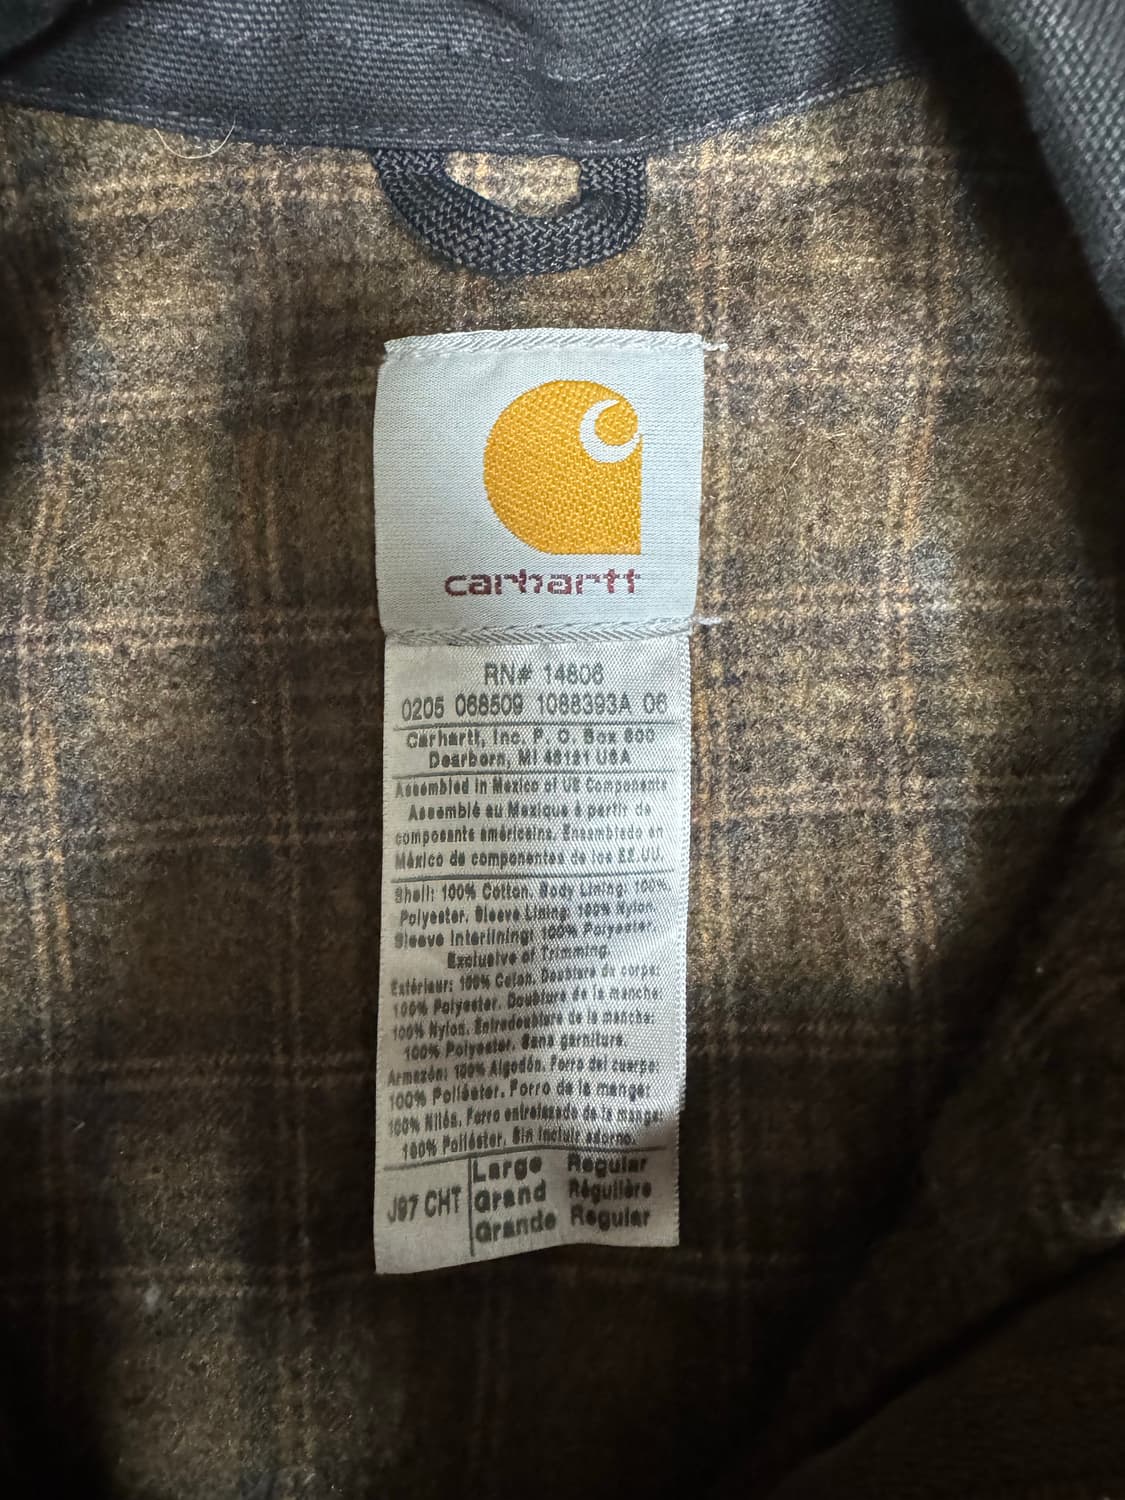 carhartt
RN# 14806
0205 068509 1088393A 06
Carhartt, Inc. P. O. Box 600
Dearborn, MI 48121 USA
Assembled in Mexico of US Components
Assemblé au Mexique à partir de
composants américains. Ensamblado en
México de componentes de los EE.UU.
Shell: 100% Cotton. Body Lining: 100%
Polyester. Sleeve Lining: 100% Nylon.
Sleeve Interlining: 100% Polyester.
Exclusive of Trimming.
Extérieur: 100% Coton. Doublure de corps:
100% Polyester. Doublure de la manche:
100% Nylon. Entredoublure de la manche:
100% Polyester. Sans garniture.
Armazón: 100% Algodón. Forro del cuerpo:
100% Poliéster. Forro de la manga:
100% Nilón. Forro entrelazado de la manga:
100% Poliéster. Sin incluir adorno.
J97 CHT
Large Regular
Grand Régulière
Grande Regular